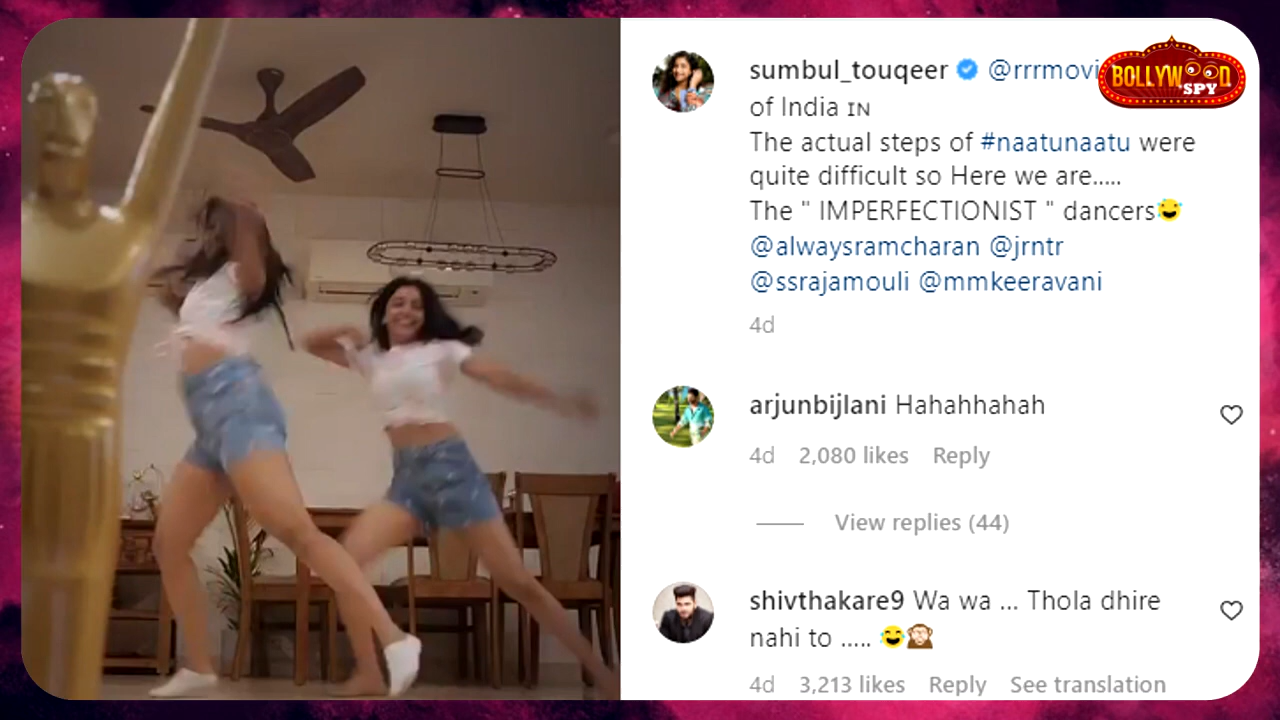 sumbul_touqeer @rrrmovi
BOLLYWOOD
SPY
of India IN
The actual steps of #naatunaatu were
quite difficult so Here we are.....
The " IMPERFECTIONIST " dancers😂
@alwaysramcharan @jrntr
@ssrajamouli @mmkeeravani
4d
arjunbijlani Hahahhahah
4d 2,080 likes Reply
View replies (44)
shivthakare9 Wa wa ... Thola dhire
nahi to ..... 😂🙈
4d 3,213 likes Reply See translation